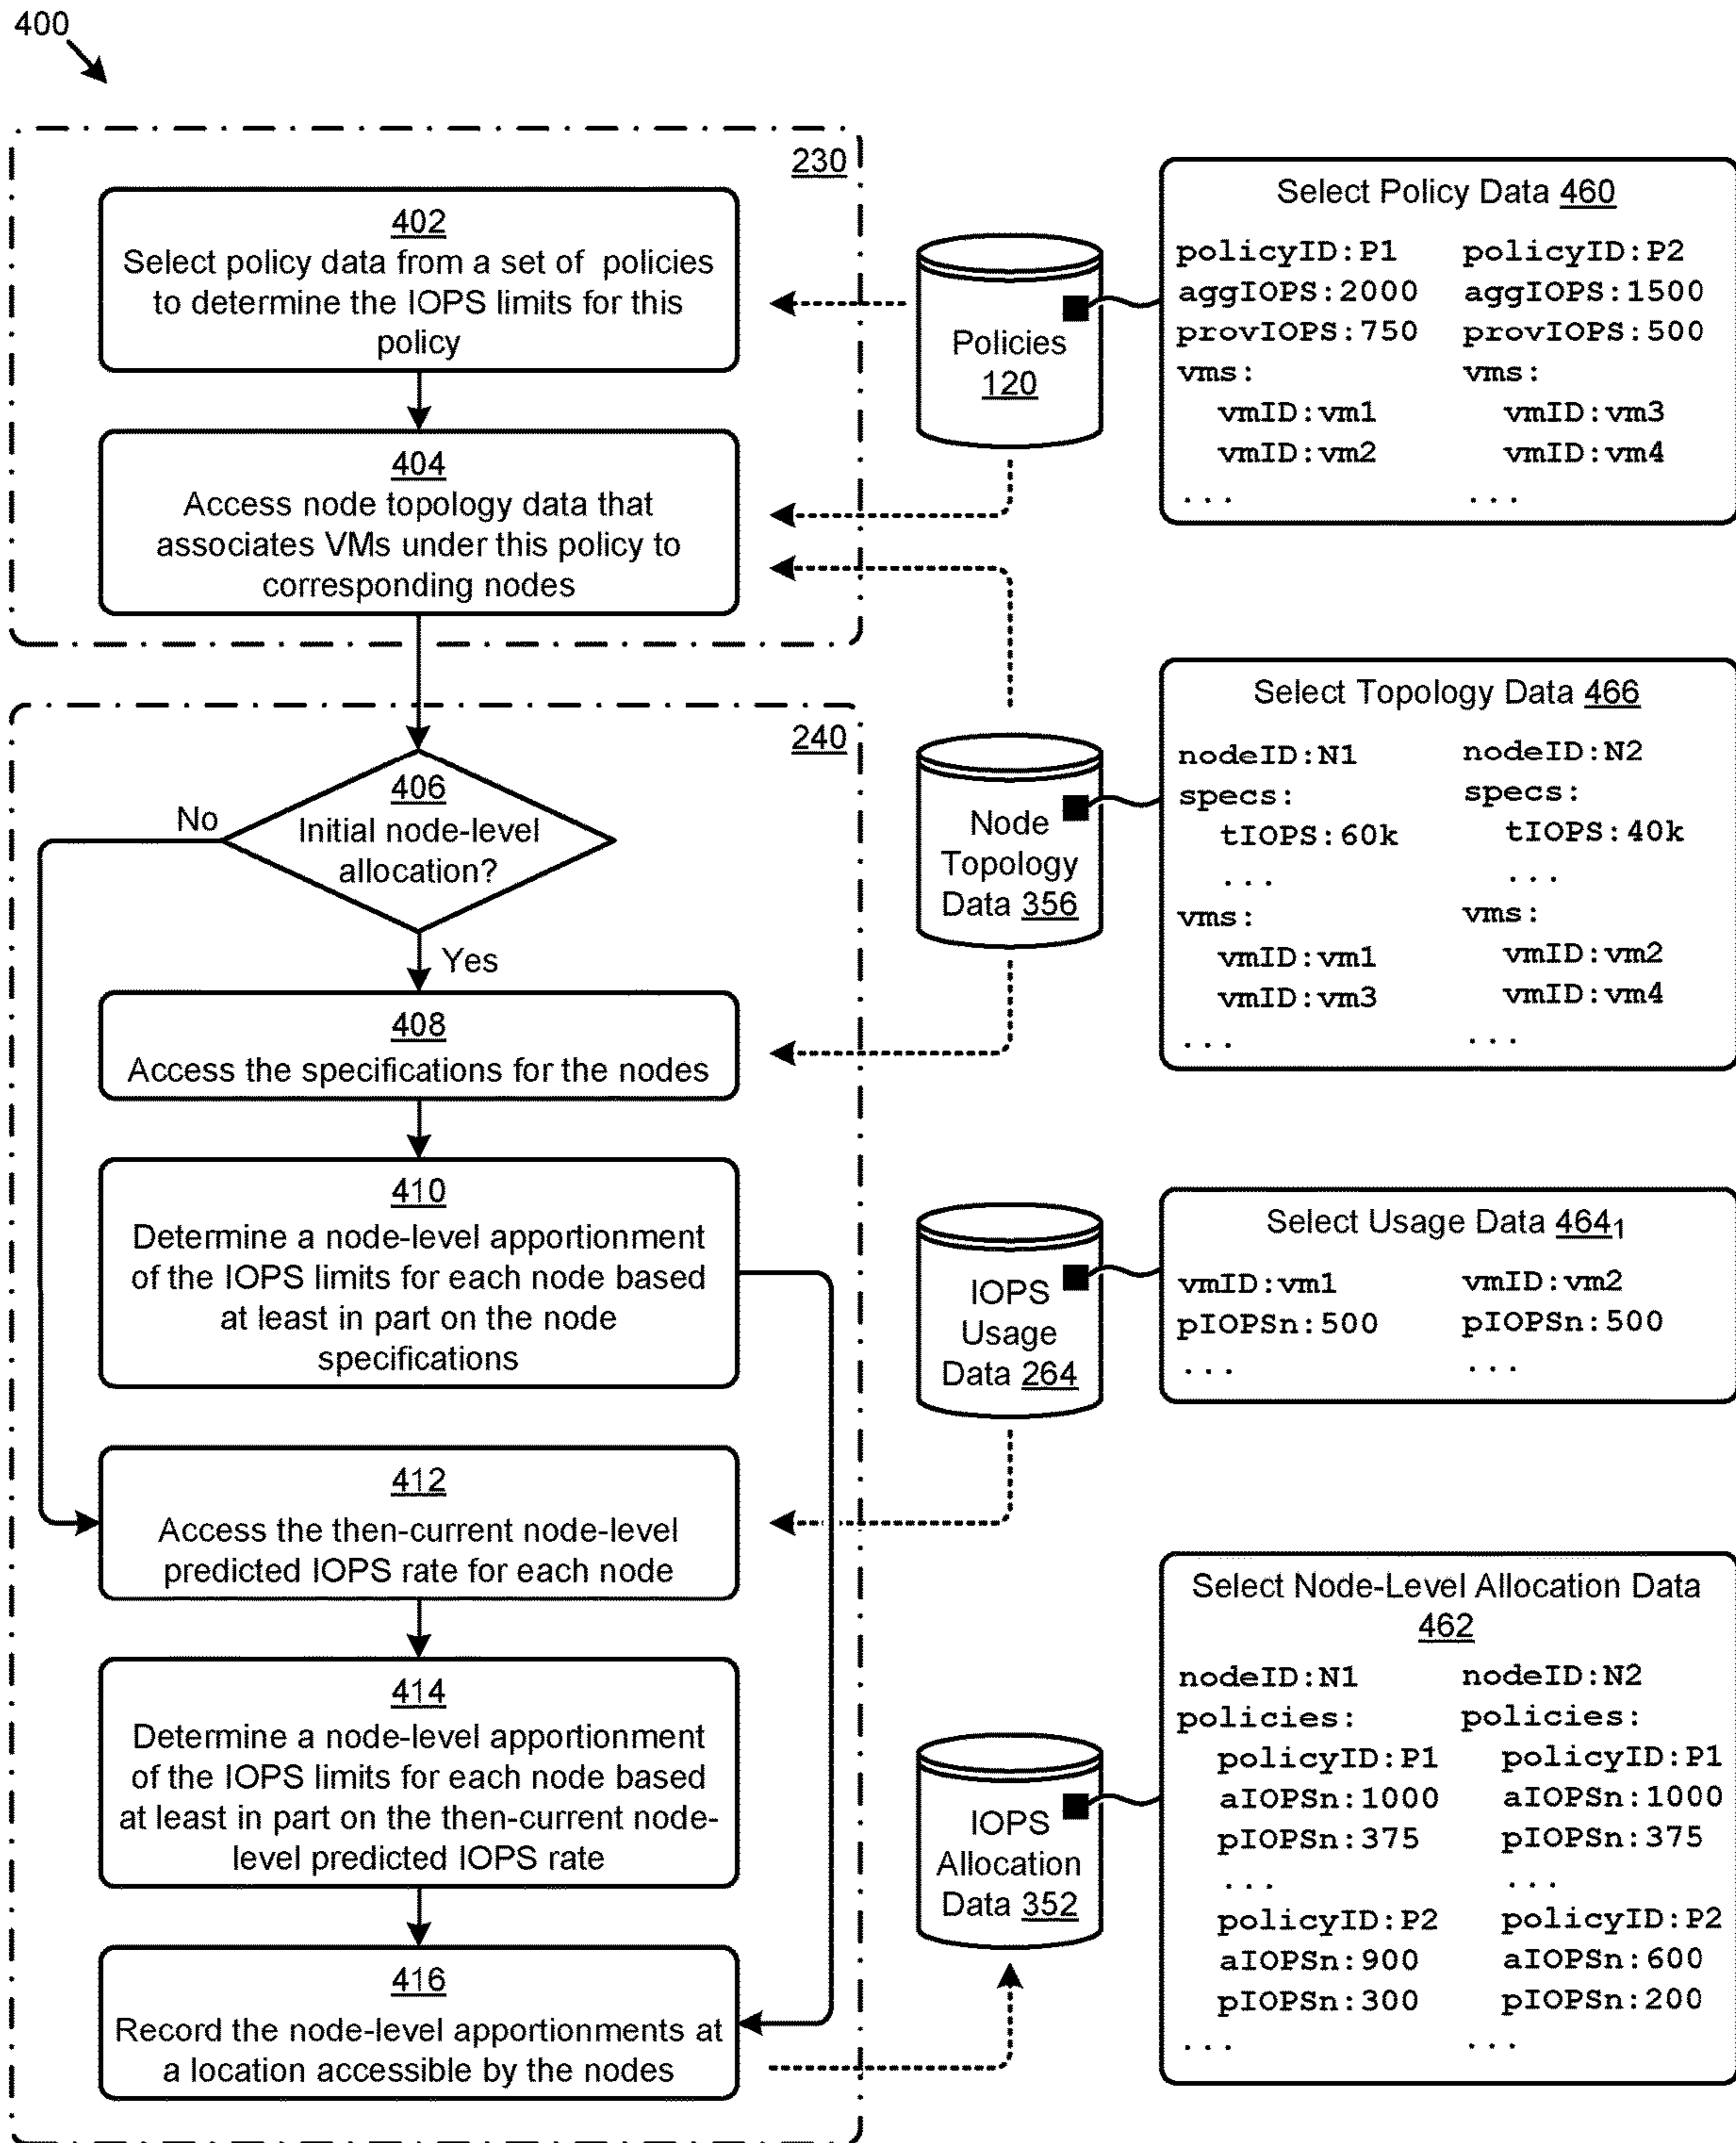 400
230
402
Select policy data from a set of policies
to determine the IOPS limits for this
policy
404
Access node topology data that
associates VMs under this policy to
corresponding nodes
240
406
Initial node-level
allocation?
No
Yes
408
Access the specifications for the nodes
410
Determine a node-level apportionment
of the IOPS limits for each node based
at least in part on the node
specifications
412
Access the then-current node-level
predicted IOPS rate for each node
414
Determine a node-level apportionment
of the IOPS limits for each node based
at least in part on the then-current node-
level predicted IOPS rate
416
Record the node-level apportionments at
a location accessible by the nodes
Policies
120
Node
Topology
Data 356
IOPS
Usage
Data 264
IOPS
Allocation
Data 352
Select Policy Data 460
policyID:P1 policyID:P2
aggIOPS:2000 aggIOPS:1500
provIOPS:750 provIOPS:500
vms: vms:
vmID:vm1 vmID:vm3
vmID:vm2 vmID:vm4
... ...
Select Topology Data 466
nodeID:N1 nodeID:N2
specs: specs:
tIOPS:60k tIOPS:40k
... ...
vms: vms:
vmID:vm1 vmID:vm2
vmID:vm3 vmID:vm4
... ...
Select Usage Data 464₁
vmID:vm1 vmID:vm2
pIOPSn:500 pIOPSn:500
... ...
Select Node-Level Allocation Data
462
nodeID:N1 nodeID:N2
policies: policies:
policyID:P1 policyID:P1
aIOPSn:1000 aIOPSn:1000
pIOPSn:375 pIOPSn:375
... ...
policyID:P2 policyID:P2
aIOPSn:900 aIOPSn:600
pIOPSn:300 pIOPSn:200
... ...